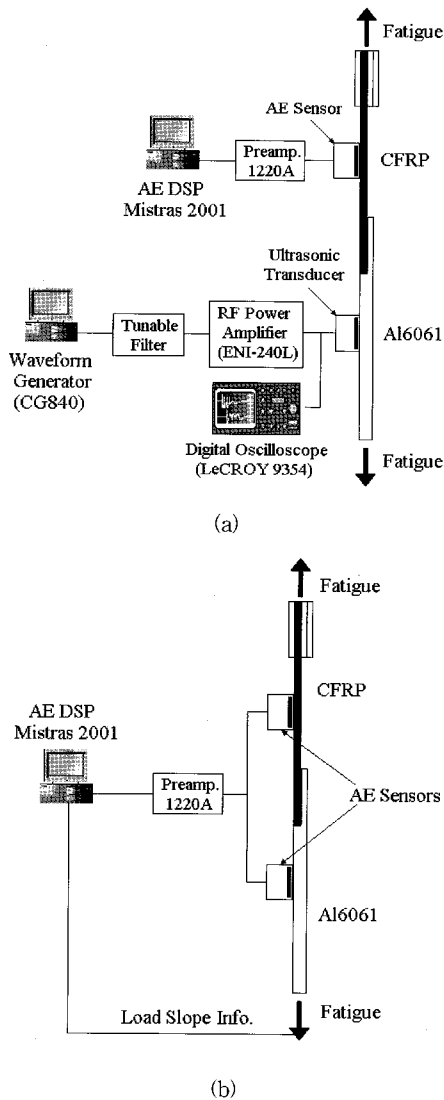 Fatigue
AE Sensor
Preamp.
1220A
CFRP
AE DSP
Mistras 2001
Ultrasonic
Transducer
RF Power
Amplifier
(ENI-240L)
Tunable
Filter
Al6061
Waveform
Generator
(CG840)
Digital Oscilloscope
(LeCROY 9354)
Fatigue
(a)
Fatigue
CFRP
AE DSP
Mistras 2001
Preamp.
1220A
AE Sensors
Al6061
Load Slope Info.
Fatigue
(b)